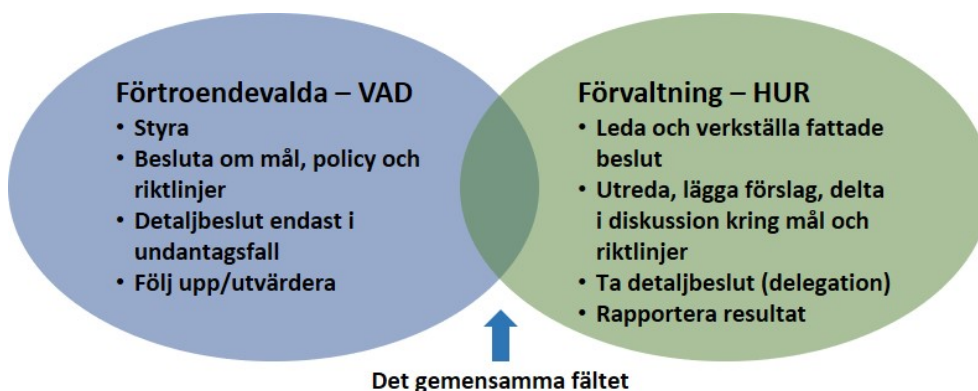 Förtroendevalda – VAD
• Styra
• Besluta om mål, policy och
riktlinjer
• Detaljbeslut endast i
undantagsfall
• Följ upp/utvärdera
Förvaltning – HUR
• Leda och verkställa fattade
beslut
• Utreda, lägga förslag, delta
i diskussion kring mål och
riktlinjer
• Ta detaljbeslut (delegation)
• Rapportera resultat
Det gemensamma fältet